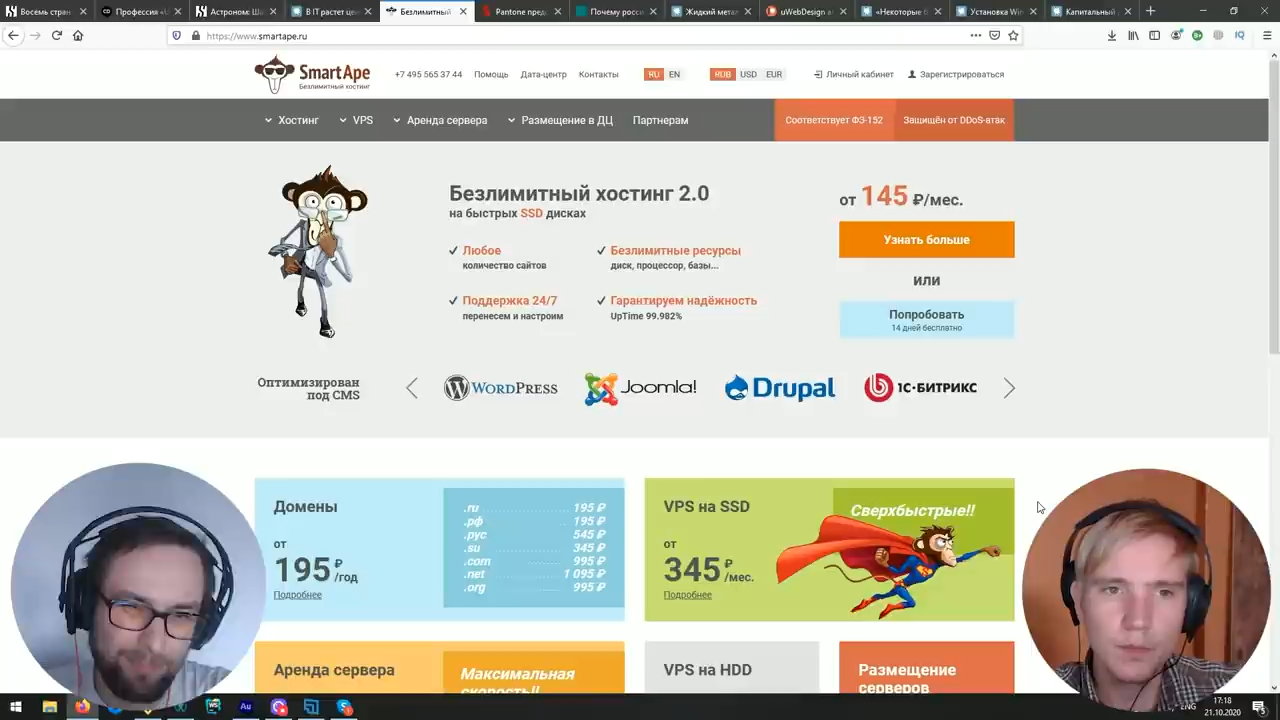 Восемь стран
Профессия «U
Астроном: Ша
В IT растет це
Безлимитный
Pantone пред
Почему росси
Жидкий метал
uWebDesign а
«Некоторые б
Установка Win
Капитальный
https://www.smartape.ru
SmartApe
Безлимитный хостинг
+7 495 565 37 44 Помощь Дата-центр Контакты RU EN RUB USD EUR Личный кабинет Зарегистрироваться
Хостинг VPS Аренда сервера Размещение в ДЦ Партнерам Соответствует ФЗ-152 Защищён от DDoS-атак
Безлимитный хостинг 2.0
на быстрых SSD дисках
Любое
количество сайтов
Безлимитные ресурсы
диск, процессор, базы...
Поддержка 24/7
перенесем и настроим
Гарантируем надёжность
UpTime 99.982%
от 145 ₽/мес.
Узнать больше
или
Попробовать
14 дней бесплатно
Оптимизирован
под CMS
WORDPRESS
Joomla!
Drupal
1С·БИТРИКС
Домены
от
195 ₽/год
Подробнее
.ru 195 ₽
.рф 195 ₽
.рус 545 ₽
.su 345 ₽
.com 995 ₽
.net 1 095 ₽
.org 995 ₽
VPS на SSD
Сверхбыстрые!!
от
345 ₽/мес.
Подробнее
Аренда сервера
Максимальная
скорость!!
VPS на HDD
Размещение
серверов
ENG
17:18
21.10.2020